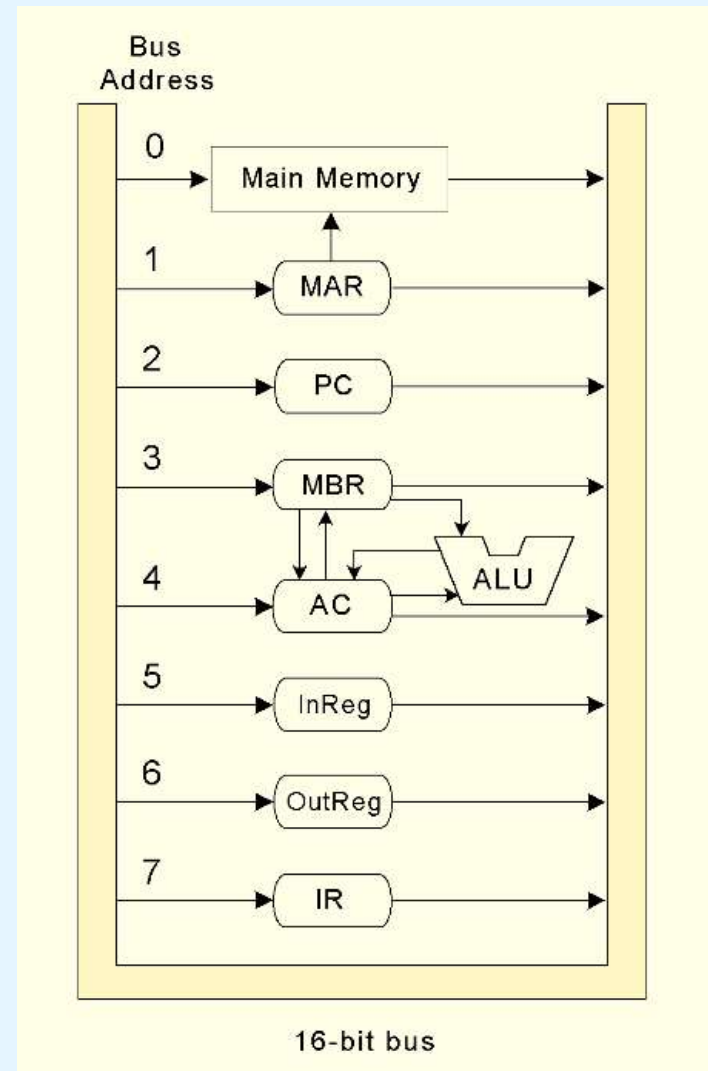 Bus
Address
0
Main Memory
1
MAR
2
PC
3
MBR
ALU
4
AC
5
InReg
6
OutReg
7
IR
16-bit bus